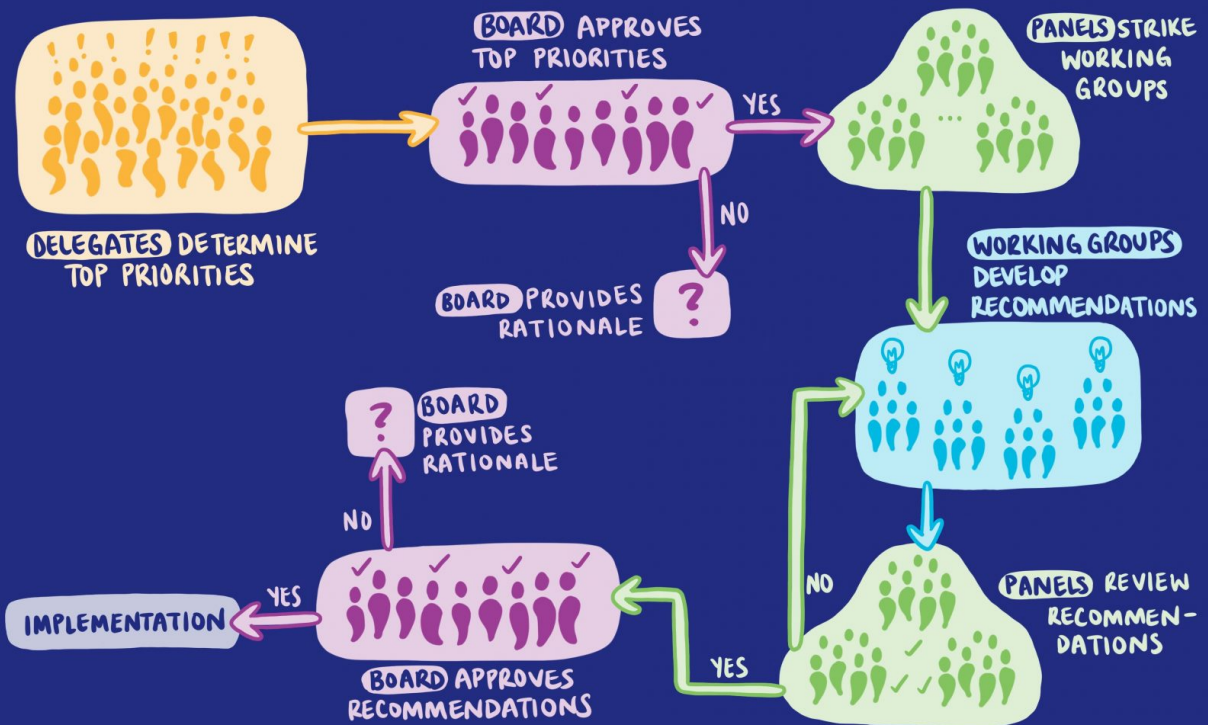 BOARD APPROVES
TOP PRIORITIES
PANELS STRIKE
WORKING
GROUPS
YES
NO
DELEGATES DETERMINE
TOP PRIORITIES
BOARD PROVIDES
RATIONALE
?
WORKING GROUPS
DEVELOP
RECOMMENDATIONS
?
BOARD
PROVIDES
RATIONALE
NO
YES
IMPLEMENTATION
BOARD APPROVES
RECOMMENDATIONS
YES
NO
PANELS REVIEW
RECOMMEN-
DATIONS